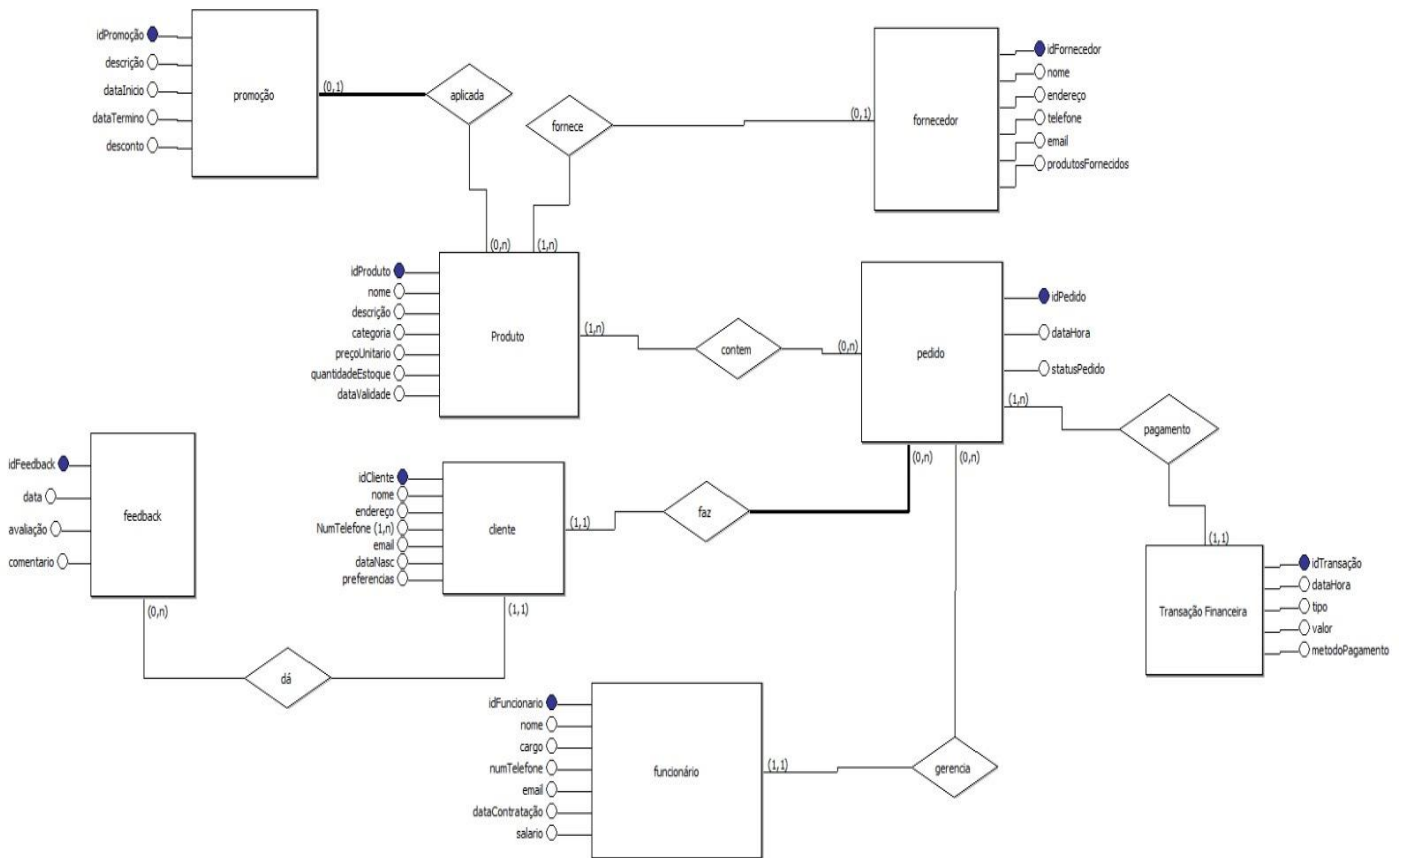 idPromoção
descrição
dataInicio
dataTermino
desconto
promoção
(0,1)
aplicada
fornece
(0,1)
fornecedor
idFornecedor
nome
endereço
telefone
email
produtosFornecidos
(0,n)
(1,n)
idProduto
nome
descrição
categoria
preçoUnitario
quantidadeEstoque
dataValidade
Produto
(1,n)
contem
(0,n)
pedido
idPedido
dataHora
statusPedido
(1,n)
pagamento
(0,n)
(0,n)
idFeedback
data
avaliação
comentario
feedback
(0,n)
idCliente
nome
endereço
NumTelefone (1,n)
email
dataNasc
preferencias
cliente
(1,1)
faz
(1,1)
dá
(1,1)
Transação Financeira
idTransação
dataHora
tipo
valor
metodoPagamento
idFuncionario
nome
cargo
numTelefone
email
dataContratação
salario
funcionário
(1,1)
gerencia